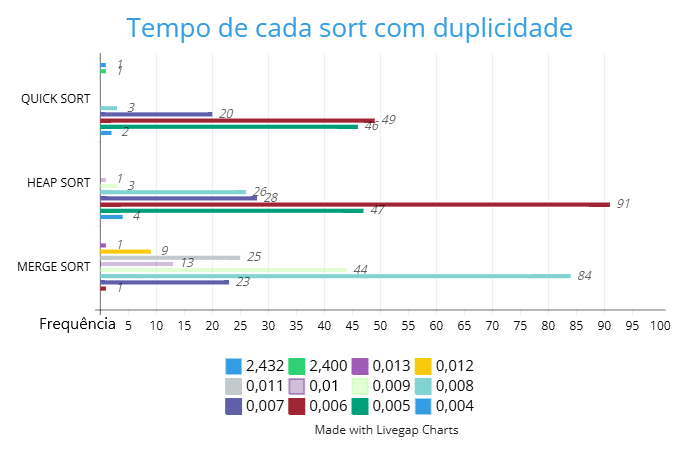 Tempo de cada sort com duplicidade
1
1
QUICK SORT
3
20
49
46
2
1
HEAP SORT
3
26
28
91
47
4
1
9
25
13
MERGE SORT
44
84
23
1
Frequência 5 10 15 20 25 30 35 40 45 50 55 60 65 70 75 80 85 90 95 100
2,432 2,400 0,013 0,012
0,011 0,01 0,009 0,008
0,007 0,006 0,005 0,004
Made with Livegap Charts